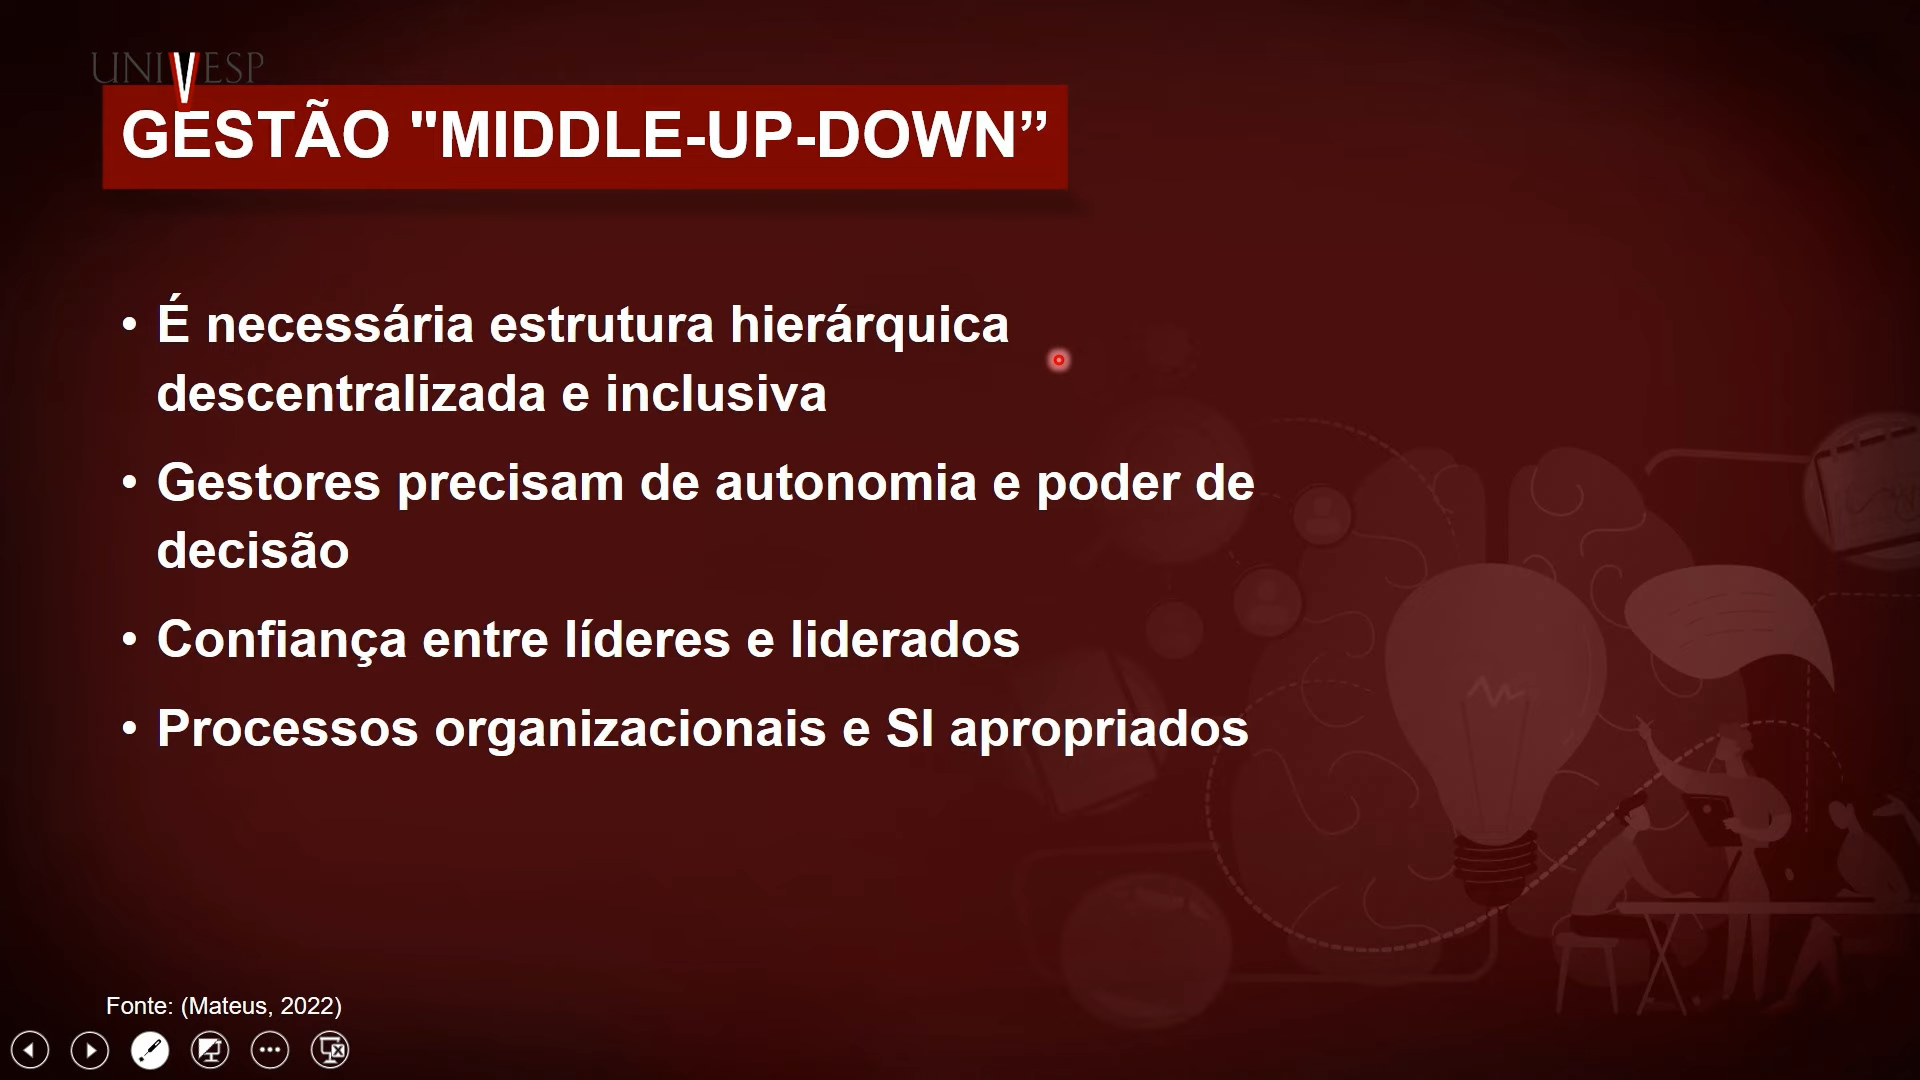 UNIVESP
GESTÃO "MIDDLE-UP-DOWN”
• É necessária estrutura hierárquica
descentralizada e inclusiva
• Gestores precisam de autonomia e poder de
decisão
• Confiança entre líderes e liderados
• Processos organizacionais e SI apropriados
Fonte: (Mateus, 2022)